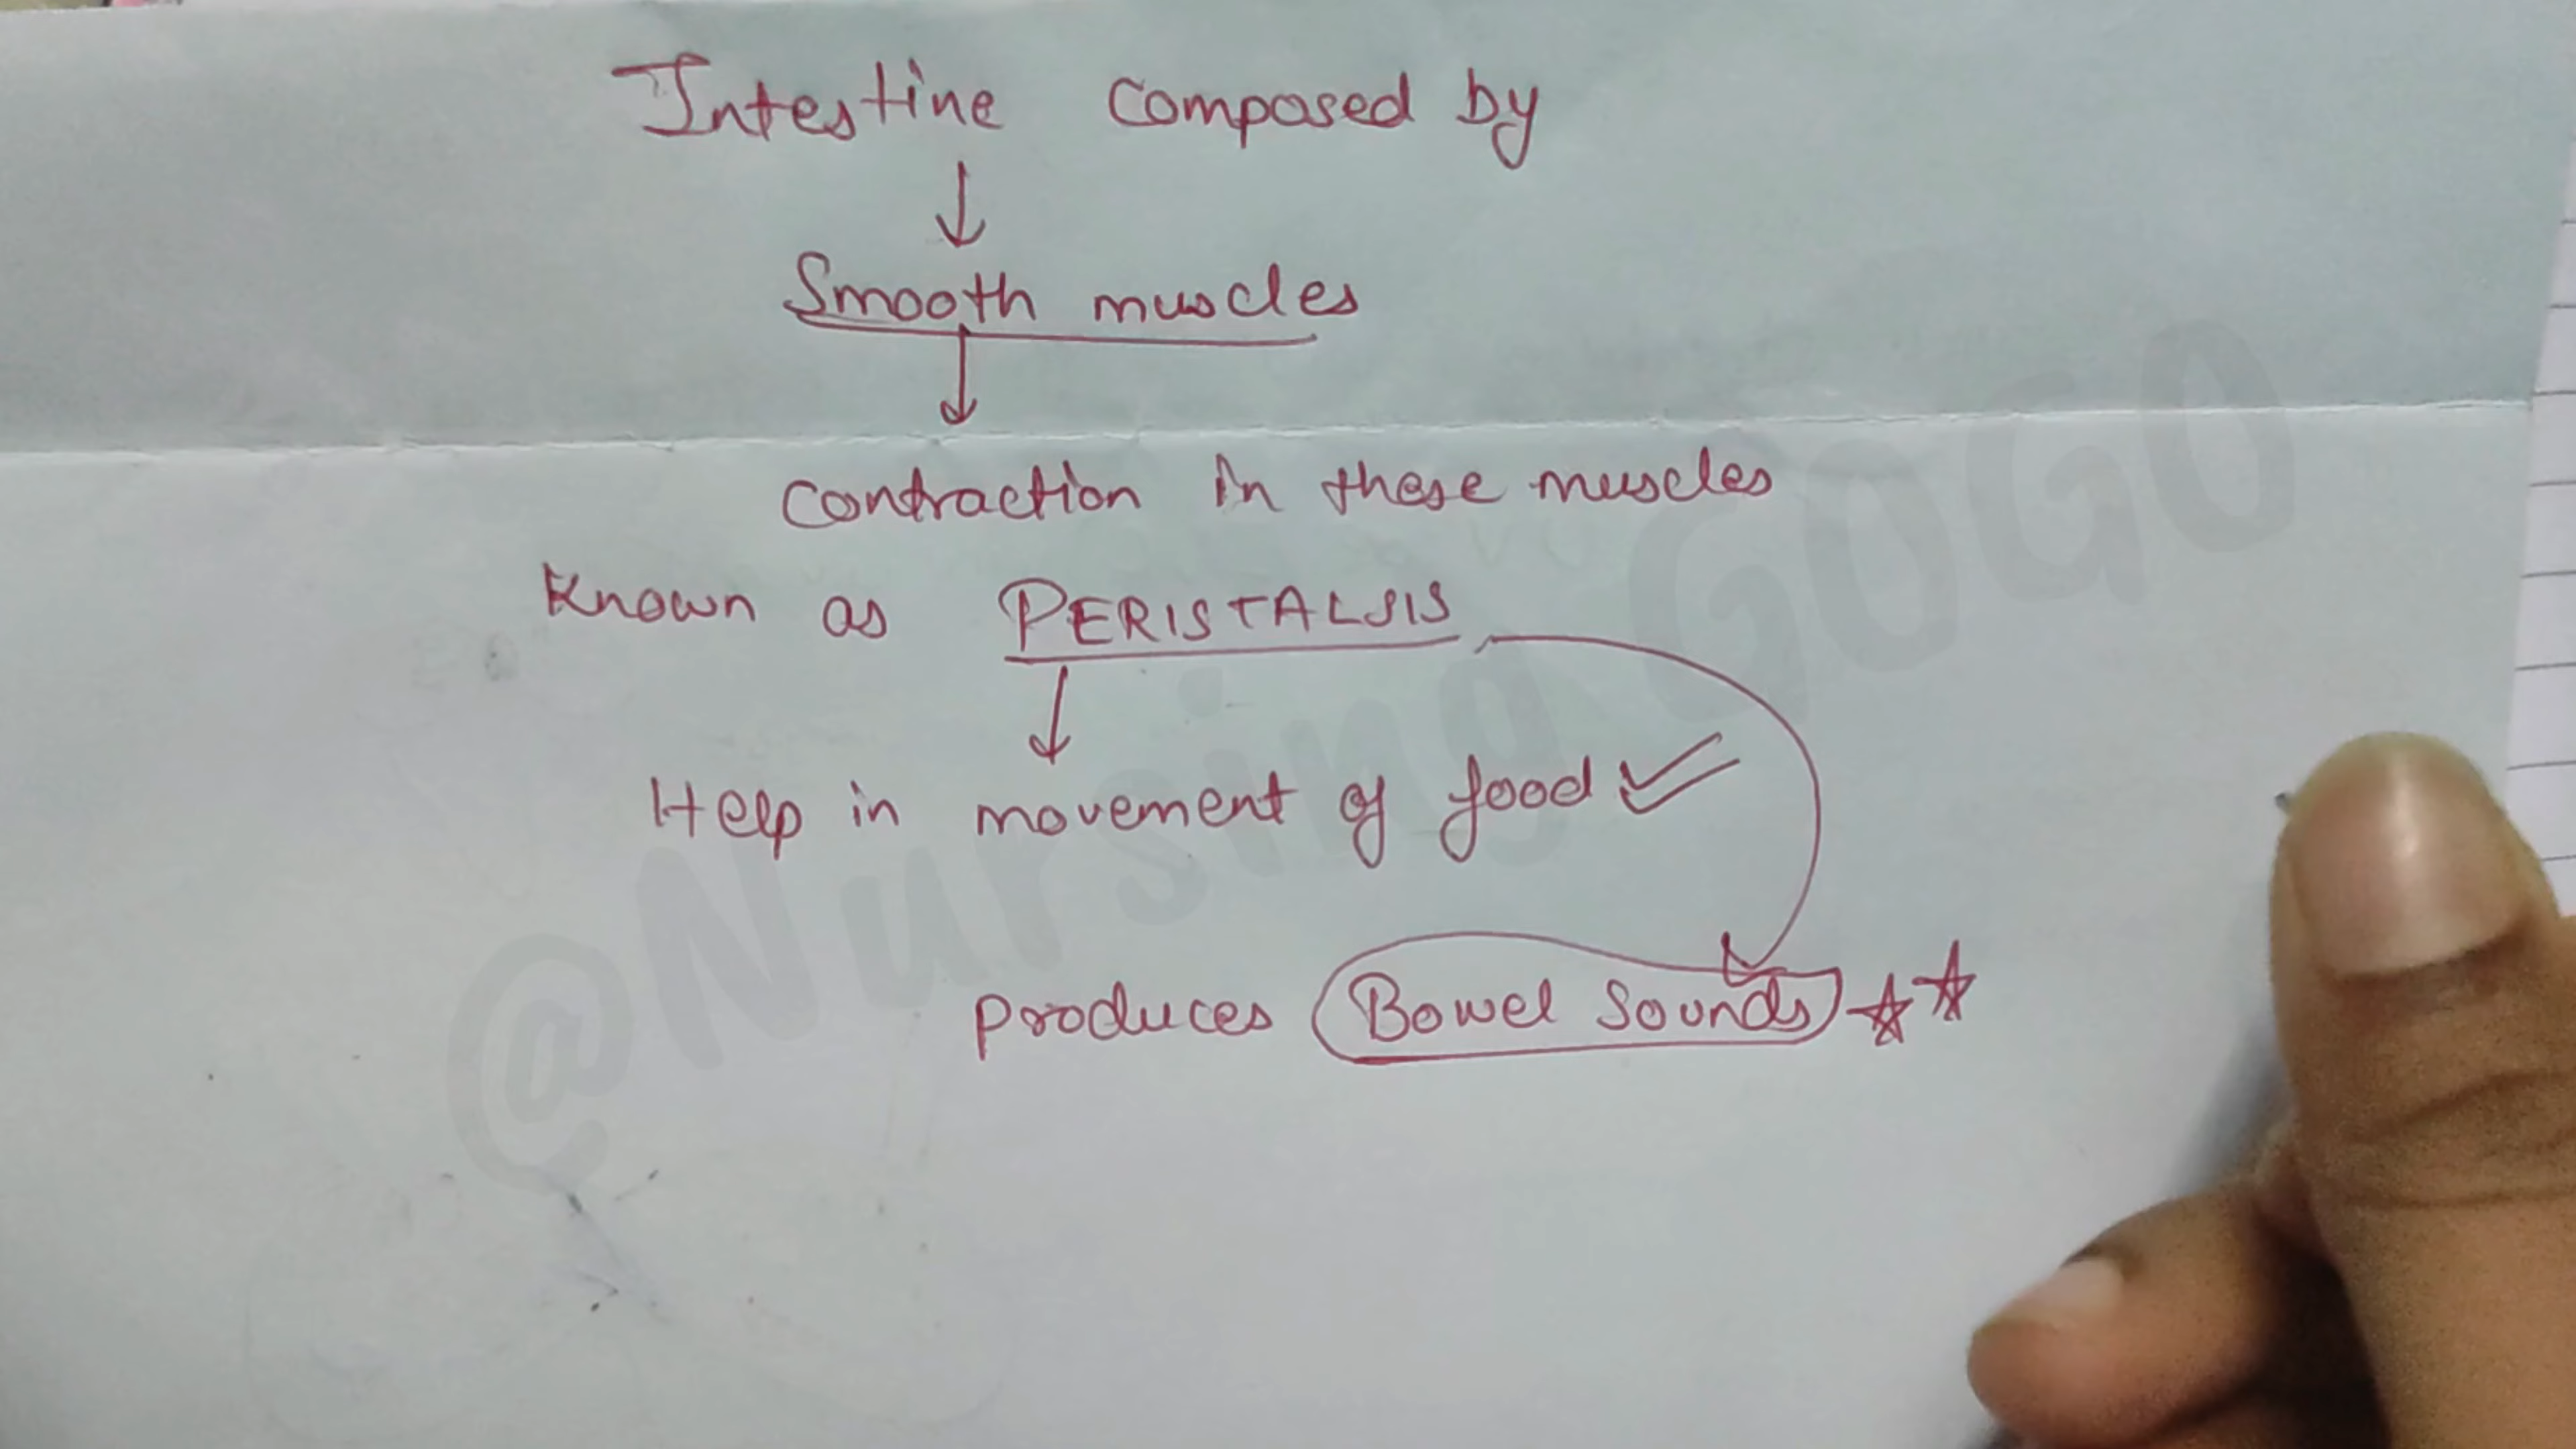 Intestine composed by
↓
Smooth muscles
↓
Contraction in these muscles
Known as PERISTALSIS
↓
Help in movement of food ✓
produces Bowel Sounds ☆☆
@Nursing GOGO